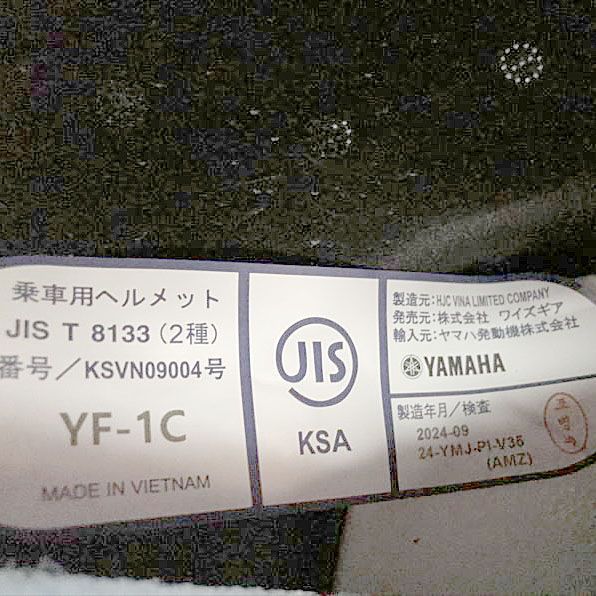 乗車用ヘルメット
JIS T 8133（2種）
番号／KSVN09004号
YF-1C
MADE IN VIETNAM
JIS
KSA
製造元：HJC VINA LIMITED COMPANY
発売元：株式会社 ワイズギア
輸入元：ヤマハ発動機株式会社
YAMAHA
製造年月／検査
2024-09
24-YMJ-PI-V35
(AMZ)